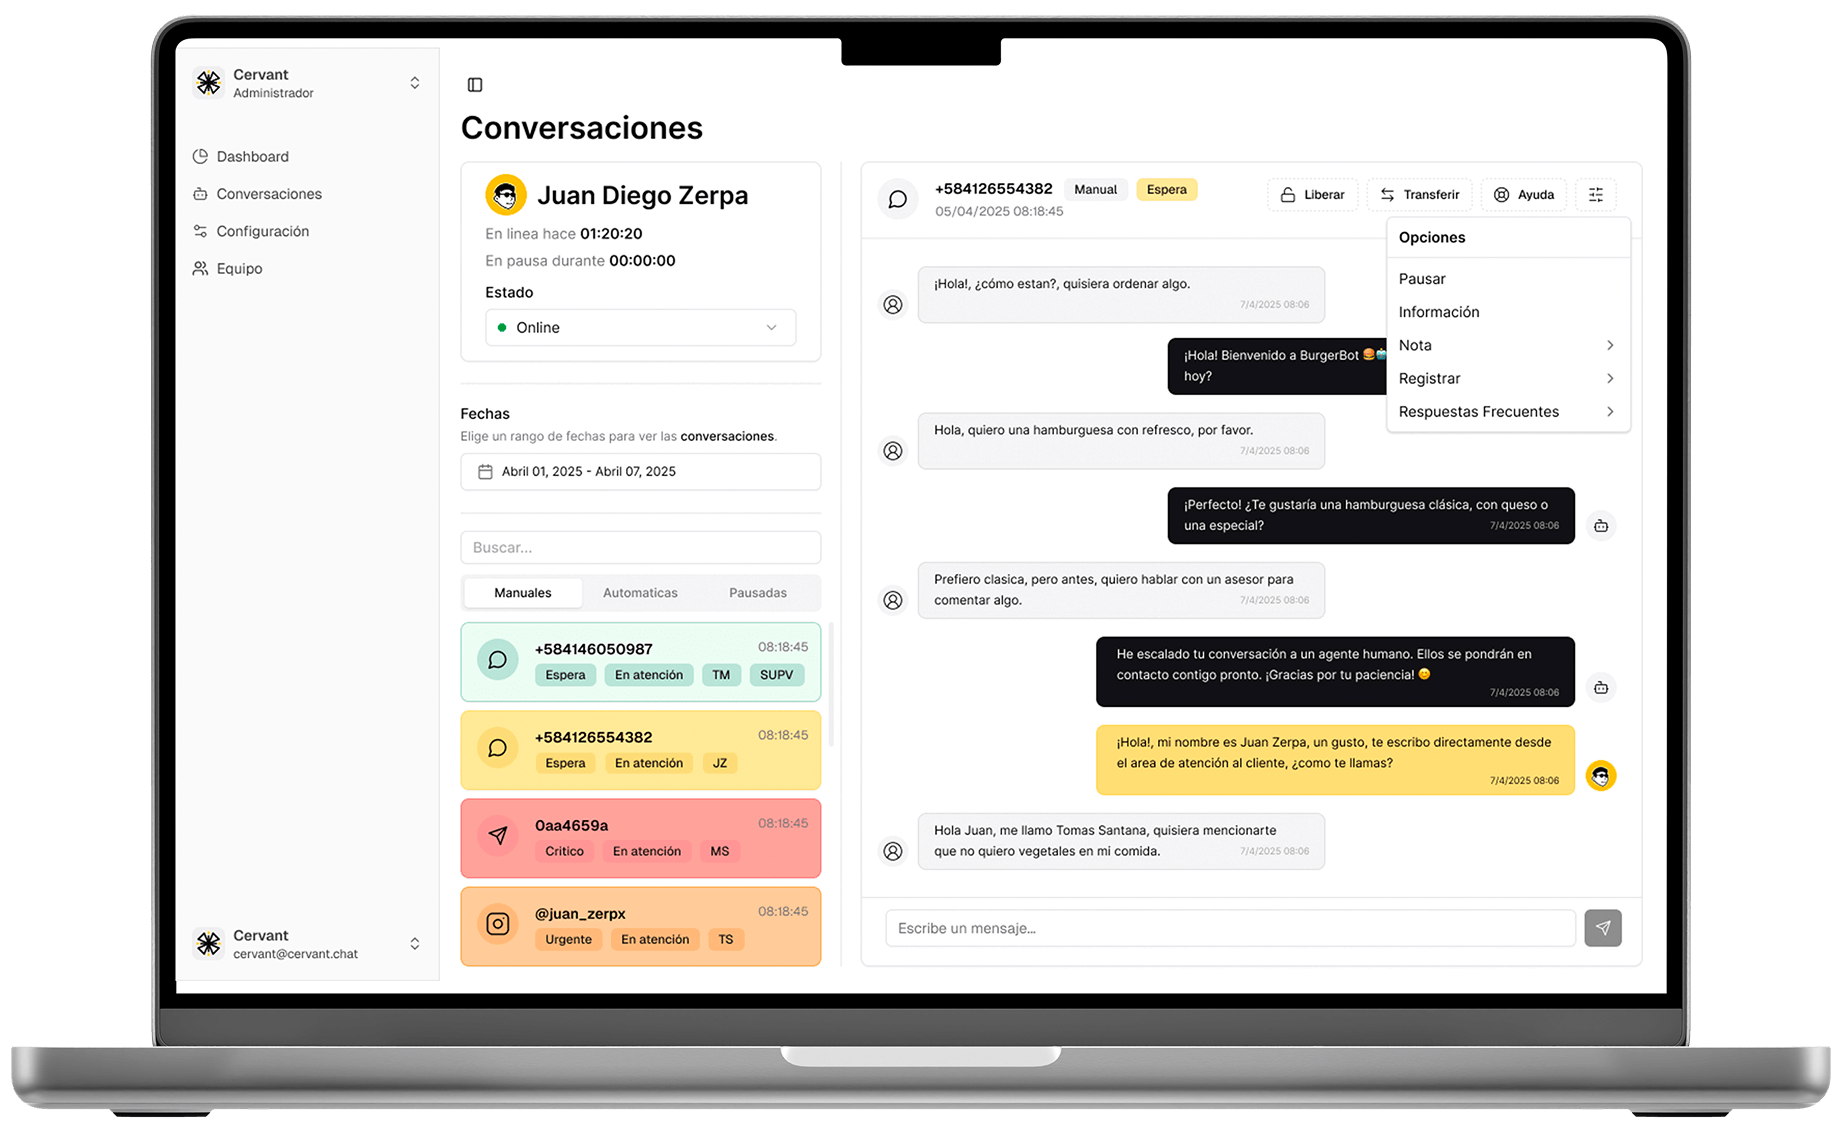 Cervant
Administrador
Dashboard
Conversaciones
Configuración
Equipo
Cervant
cervant@cervant.chat
Conversaciones
Juan Diego Zerpa
En linea hace 01:20:20
En pausa durante 00:00:00
Estado
Online
Fechas
Elige un rango de fechas para ver las conversaciones.
Abril 01, 2025 - Abril 07, 2025
Buscar...
Manuales Automaticas Pausadas
+584146050987 08:18:45
Espera En atención TM SUPV
+584126554382 08:18:45
Espera En atención JZ
0aa4659a 08:18:45
Critico En atención MS
@juan_zerpx 08:18:45
Urgente En atención TS
+584126554382 Manual Espera
05/04/2025 08:18:45
Liberar Transferir Ayuda
Opciones
Pausar
Información
Nota
Registrar
Respuestas Frecuentes
¡Hola!, ¿cómo estan?, quisiera ordenar algo.
7/4/2025 08:06
¡Hola! Bienvenido a BurgerBot 🍔
hoy?
Hola, quiero una hamburguesa con refresco, por favor.
7/4/2025 08:06
¡Perfecto! ¿Te gustaría una hamburguesa clásica, con queso o
una especial? 7/4/2025 08:06
Prefiero clasica, pero antes, quiero hablar con un asesor para
comentar algo. 7/4/2025 08:06
He escalado tu conversación a un agente humano. Ellos se pondrán en
contacto contigo pronto. ¡Gracias por tu paciencia! 😊
7/4/2025 08:06
¡Hola!, mi nombre es Juan Zerpa, un gusto, te escribo directamente desde
el area de atención al cliente, ¿como te llamas?
7/4/2025 08:06
Hola Juan, me llamo Tomas Santana, quisiera mencionarte
que no quiero vegetales en mi comida. 7/4/2025 08:06
Escribe un mensaje...